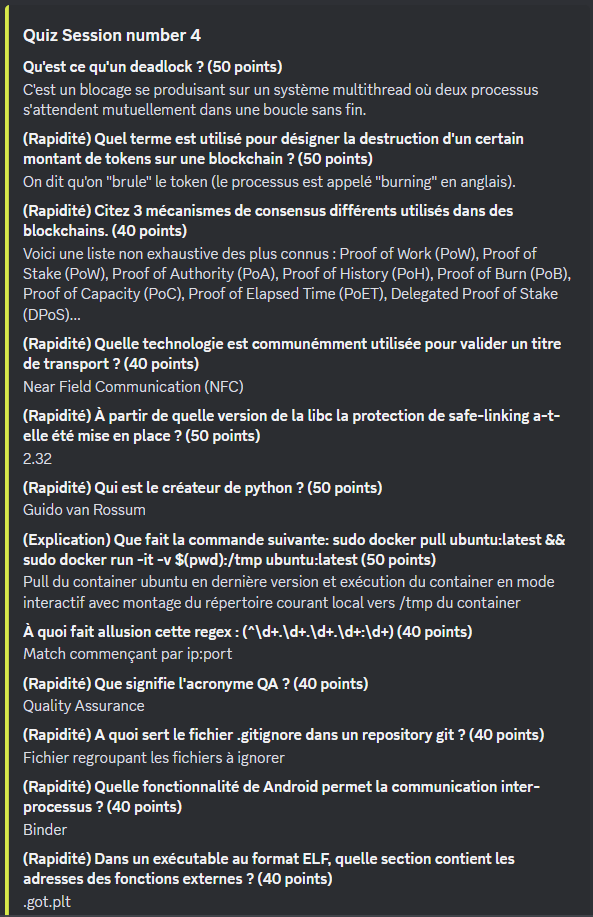 Quiz Session number 4
Qu'est ce qu'un deadlock ? (50 points)
C'est un blocage se produisant sur un système multithread où deux processus
s'attendent mutuellement dans une boucle sans fin.
(Rapidité) Quel terme est utilisé pour désigner la destruction d'un certain
montant de tokens sur une blockchain ? (50 points)
On dit qu'on "brule" le token (le processus est appelé "burning" en anglais).
(Rapidité) Citez 3 mécanismes de consensus différents utilisés dans des
blockchains. (40 points)
Voici une liste non exhaustive des plus connus : Proof of Work (PoW), Proof of
Stake (PoW), Proof of Authority (PoA), Proof of History (PoH), Proof of Burn (PoB),
Proof of Capacity (PoC), Proof of Elapsed Time (PoET), Delegated Proof of Stake
(DPoS)...
(Rapidité) Quelle technologie est communémment utilisée pour valider un titre
de transport ? (40 points)
Near Field Communication (NFC)
(Rapidité) À partir de quelle version de la libc la protection de safe-linking a-t-
elle été mise en place ? (50 points)
2.32
(Rapidité) Qui est le créateur de python ? (50 points)
Guido van Rossum
(Explication) Que fait la commande suivante: sudo docker pull ubuntu:latest &&
sudo docker run -it -v $(pwd):/tmp ubuntu:latest (50 points)
Pull du container ubuntu en dernière version et exécution du container en mode
interactif avec montage du répertoire courant local vers /tmp du container
À quoi fait allusion cette regex : (^\d+.\d+.\d+.\d+:\d+) (40 points)
Match commençant par ip:port
(Rapidité) Que signifie l'acronyme QA ? (40 points)
Quality Assurance
(Rapidité) A quoi sert le fichier .gitignore dans un repository git ? (40 points)
Fichier regroupant les fichiers à ignorer
(Rapidité) Quelle fonctionnalité de Android permet la communication inter-
processus ? (40 points)
Binder
(Rapidité) Dans un exécutable au format ELF, quelle section contient les
adresses des fonctions externes ? (40 points)
.got.plt